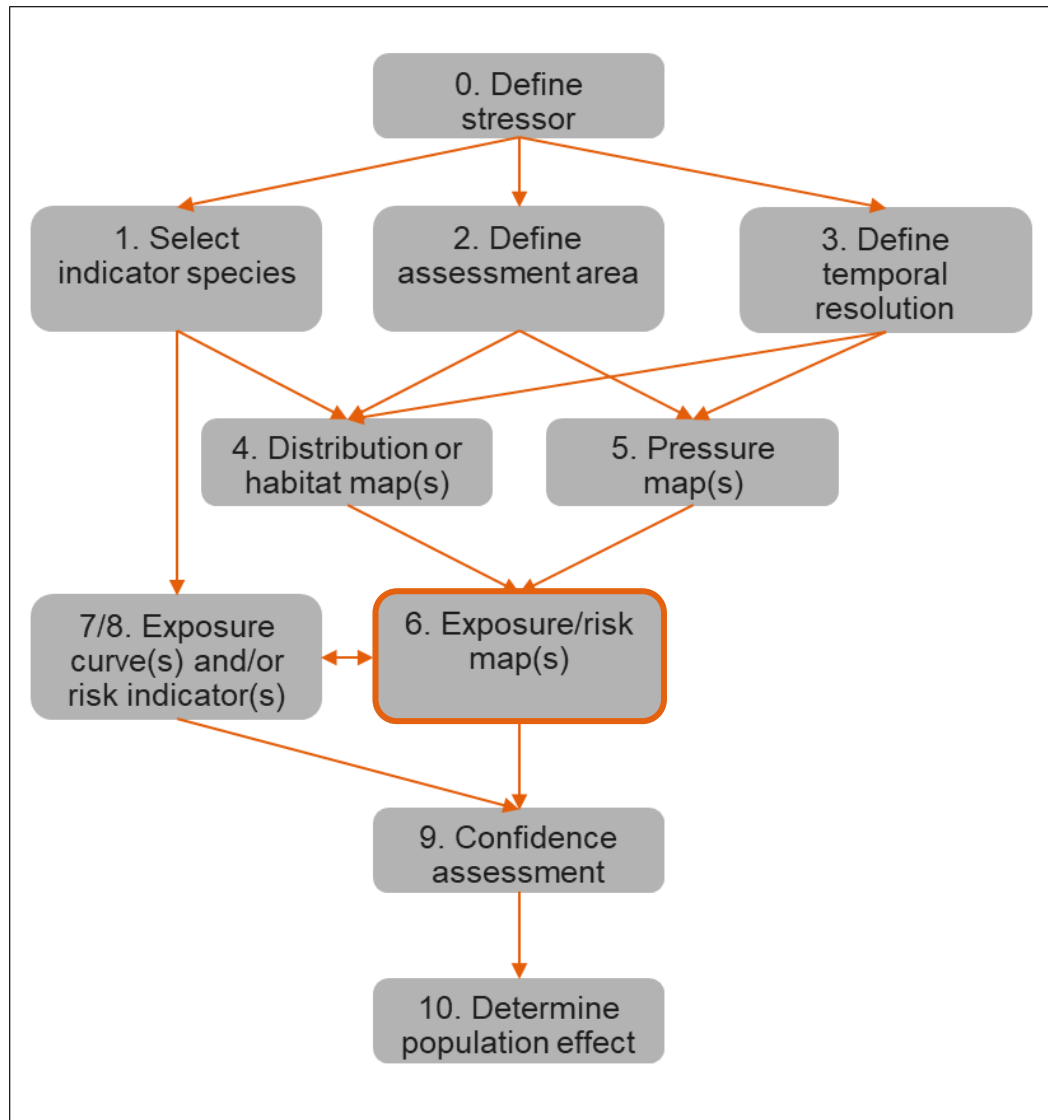 0. Define
stressor
1. Select
indicator species
2. Define
assessment area
3. Define
temporal
resolution
4. Distribution or
habitat map(s)
5. Pressure
map(s)
7/8. Exposure
curve(s) and/or
risk indicator(s)
6. Exposure/risk
map(s)
9. Confidence
assessment
10. Determine
population effect